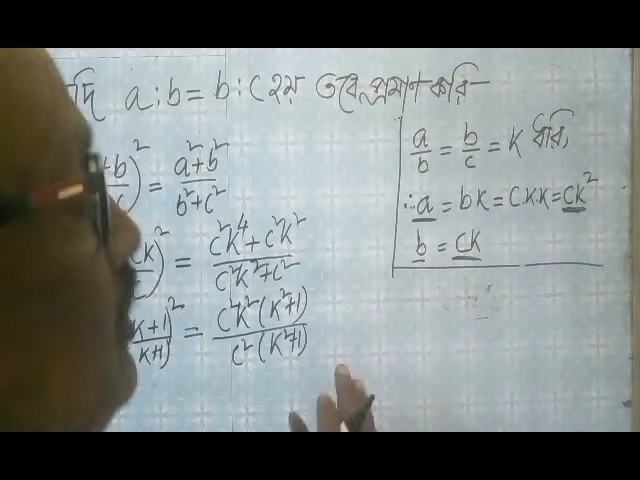 দি a : b = b : c হয় তবে প্রমাণ করি-
+b)² / c) = a²+b² / b²+c²
ck)² / c) = c²k⁴+c²k² / c²k²+c²
k+1)² / k+1) = c²k²(k²+1) / c²(k²+1)
a/b = b/c = k ধরি,
∴ a = bk = c.k.k = ck²
b = ck